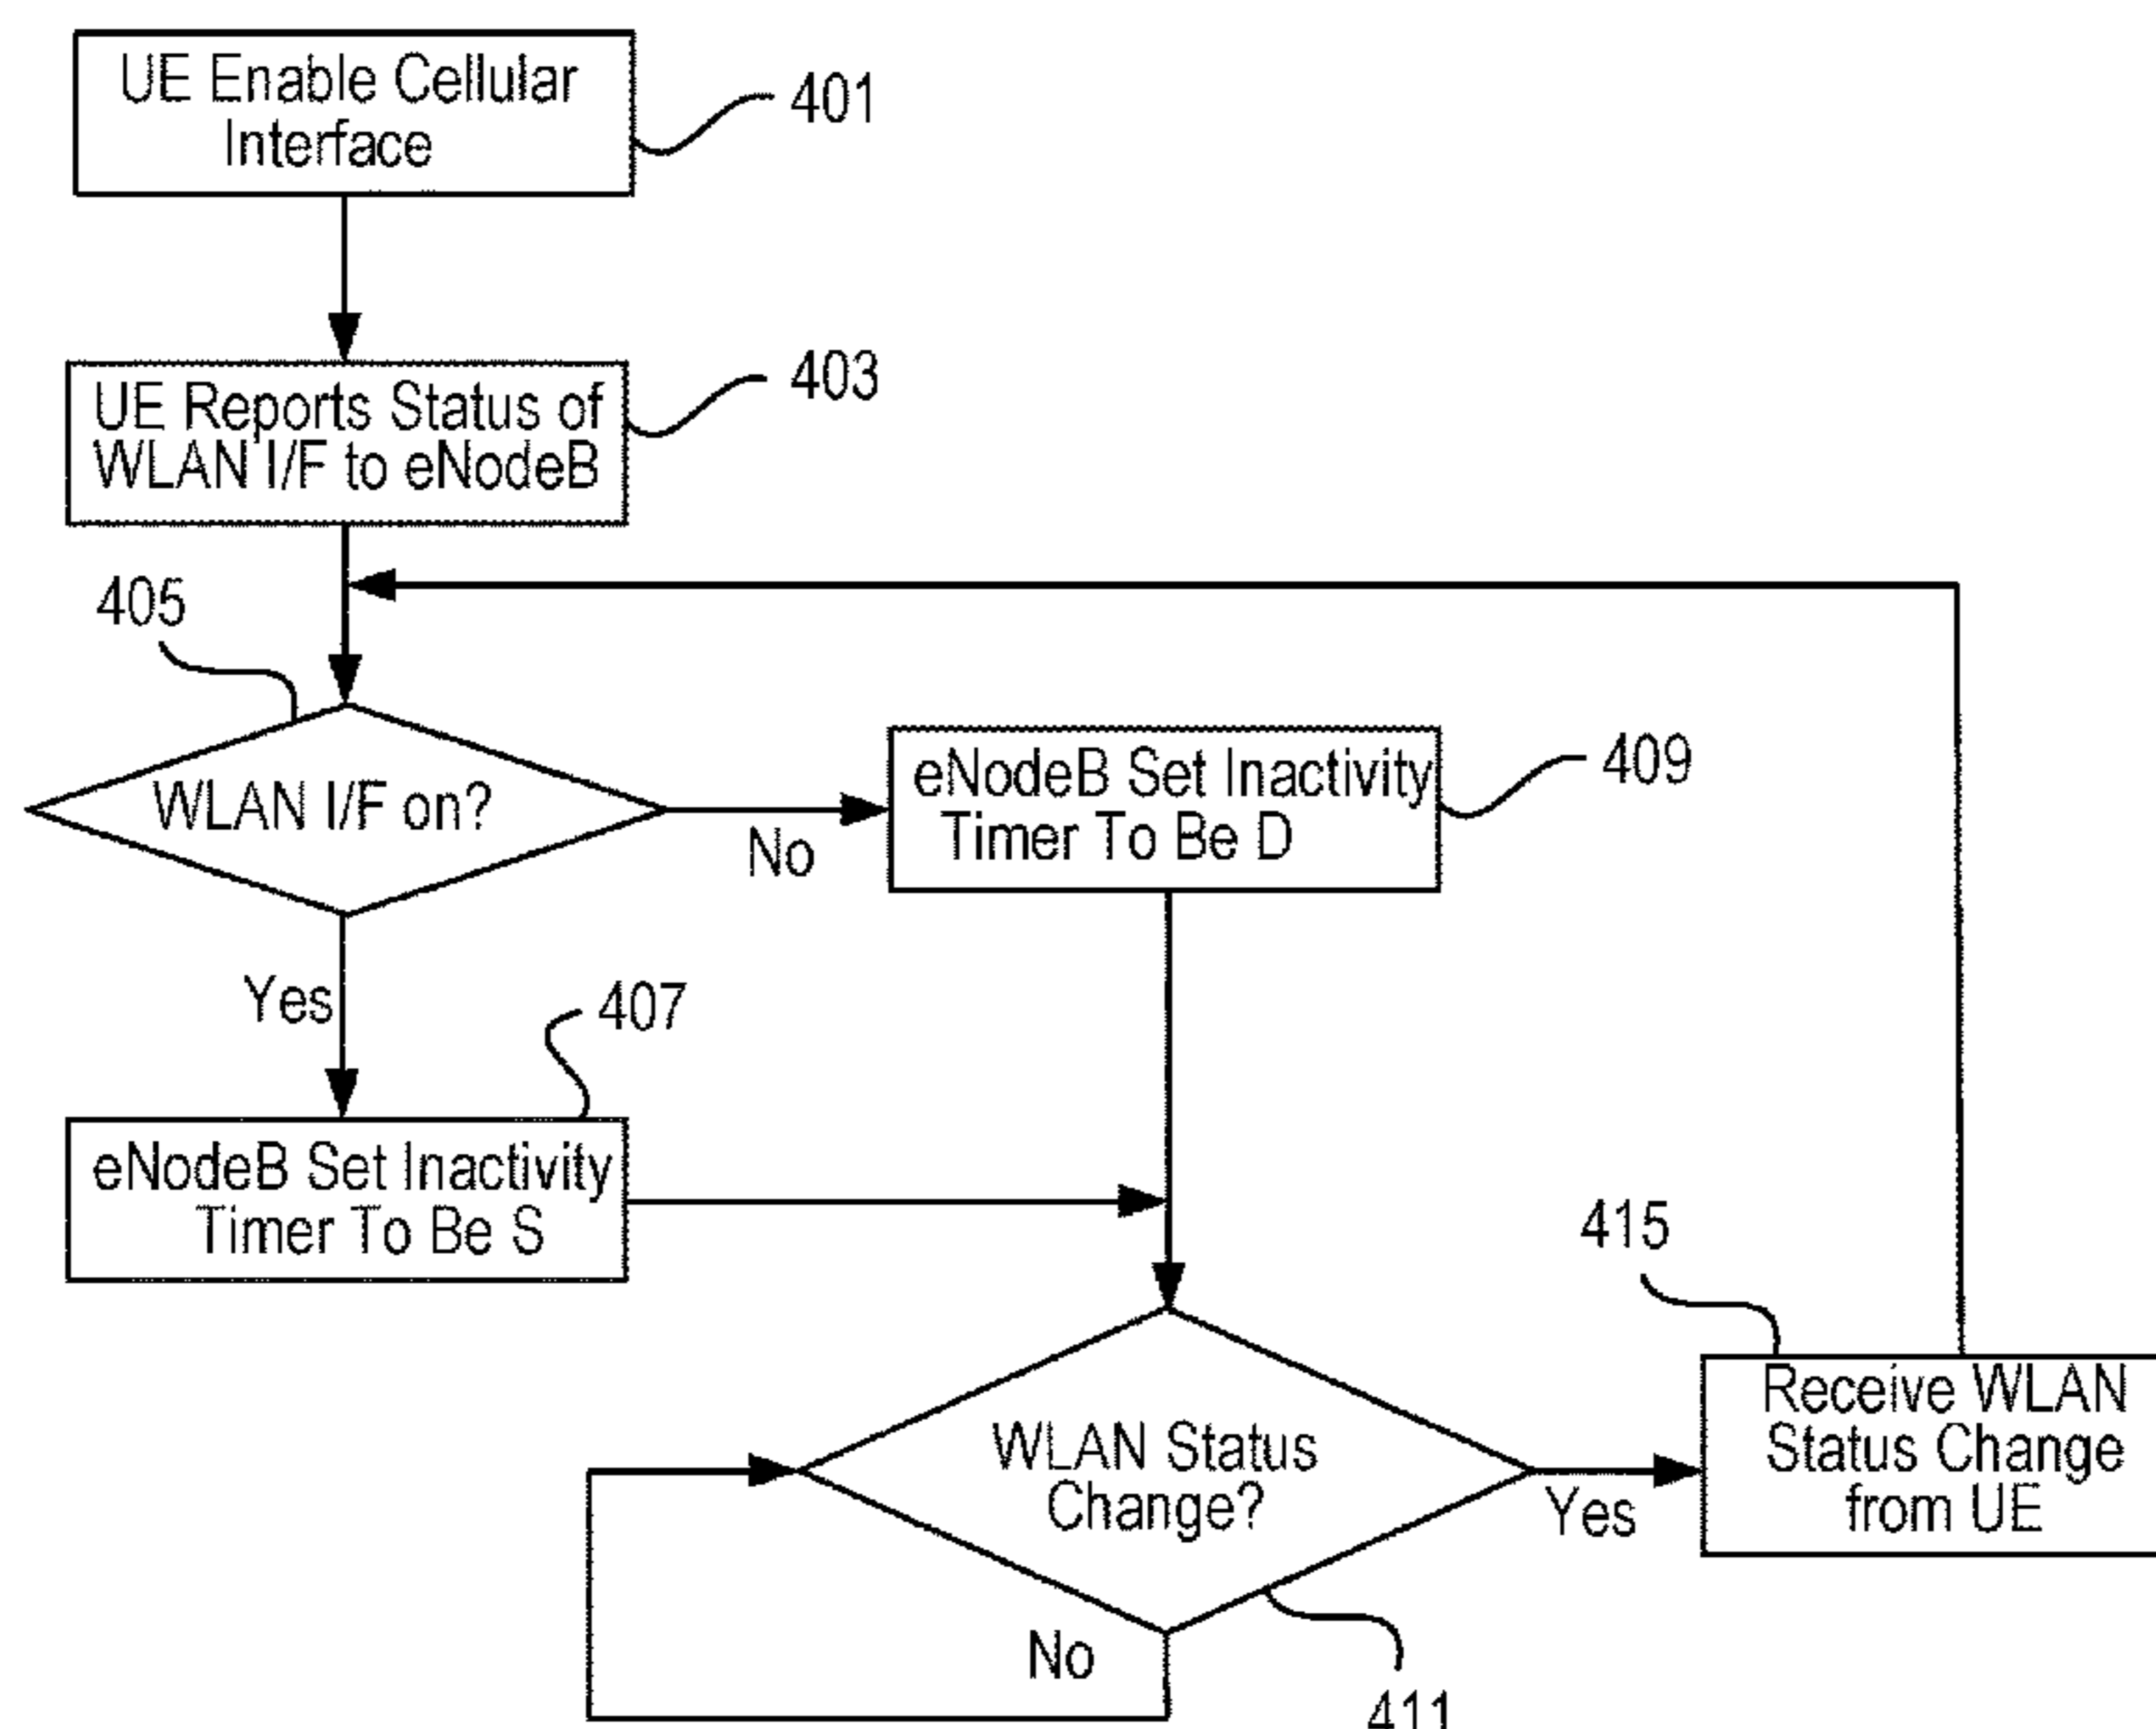 UE Enable Cellular
Interface
401
UE Reports Status of
WLAN I/F to eNodeB
403
405
WLAN I/F on?
No
eNodeB Set Inactivity
Timer To Be D
409
Yes
407
eNodeB Set Inactivity
Timer To Be S
415
WLAN Status
Change?
Yes
Receive WLAN
Status Change
from UE
No
411